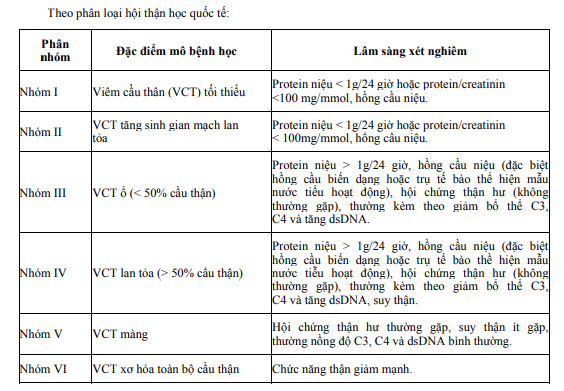 Theo phân loại hội thận học quốc tế:
Phân
nhóm
Đặc điểm mô bệnh học
Lâm sàng xét nghiêm
Nhóm I
Viêm cầu thận (VCT) tối thiểu
Protein niệu < 1g/24 giờ hoặc protein/creatinin
<100 mg/mmol, hồng cầu niệu.
Nhóm II
VCT tăng sinh gian mạch lan
tỏa
Protein niệu < 1g/24 giờ hoặc protein/creatinin
< 100mg/mmol, hồng cầu niệu.
Nhóm III
VCT ổ (< 50% cầu thận)
Protein niệu > 1g/24 giờ, hồng cầu niệu (đặc biệt
hồng cầu biến dạng hoặc trụ tế bào thể hiện mẫu
nước tiểu hoạt động), hội chứng thận hư (không
thường gặp), thường kèm theo giảm bổ thể C3,
C4 và tăng dsDNA.
Nhóm IV
VCT lan tỏa (> 50% cầu thận)
Protein niệu > 1g/24 giờ, hồng cầu niệu (đặc biệt
hồng cầu biến dạng hoặc trụ tế bào thể hiện mẫu
nước tiểu hoạt động), hội chứng thận hư (không
thường gặp), thường kèm theo giảm bổ thể C3,
C4 và tăng dsDNA, suy thận.
Nhóm V
VCT màng
Hội chứng thận hư thường gặp, suy thận ít gặp,
thường nồng độ C3, C4 và dsDNA bình thường.
Nhóm VI
VCT xơ hóa toàn bộ cầu thận
Chức năng thận giảm mạnh.